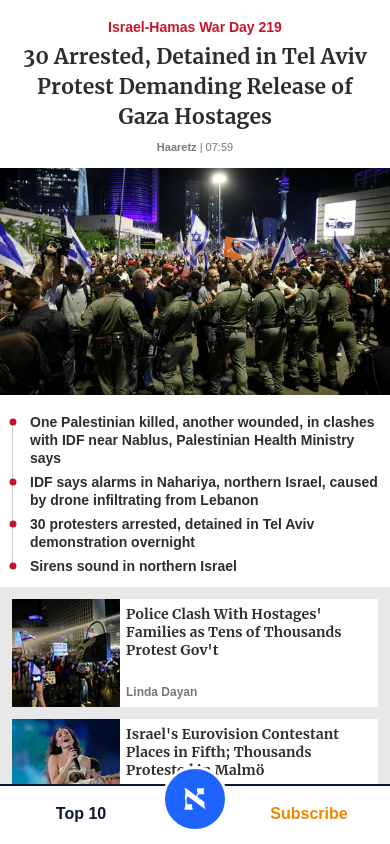 Israel-Hamas War Day 219
30 Arrested, Detained in Tel Aviv
Protest Demanding Release of
Gaza Hostages
Haaretz | 07:59
One Palestinian killed, another wounded, in clashes
with IDF near Nablus, Palestinian Health Ministry
says
IDF says alarms in Nahariya, northern Israel, caused
by drone infiltrating from Lebanon
30 protesters arrested, detained in Tel Aviv
demonstration overnight
Sirens sound in northern Israel
Police Clash With Hostages'
Families as Tens of Thousands
Protest Gov't
Linda Dayan
Israel's Eurovision Contestant
Places in Fifth; Thousands
Protested in Malmö
Top 10
Subscribe